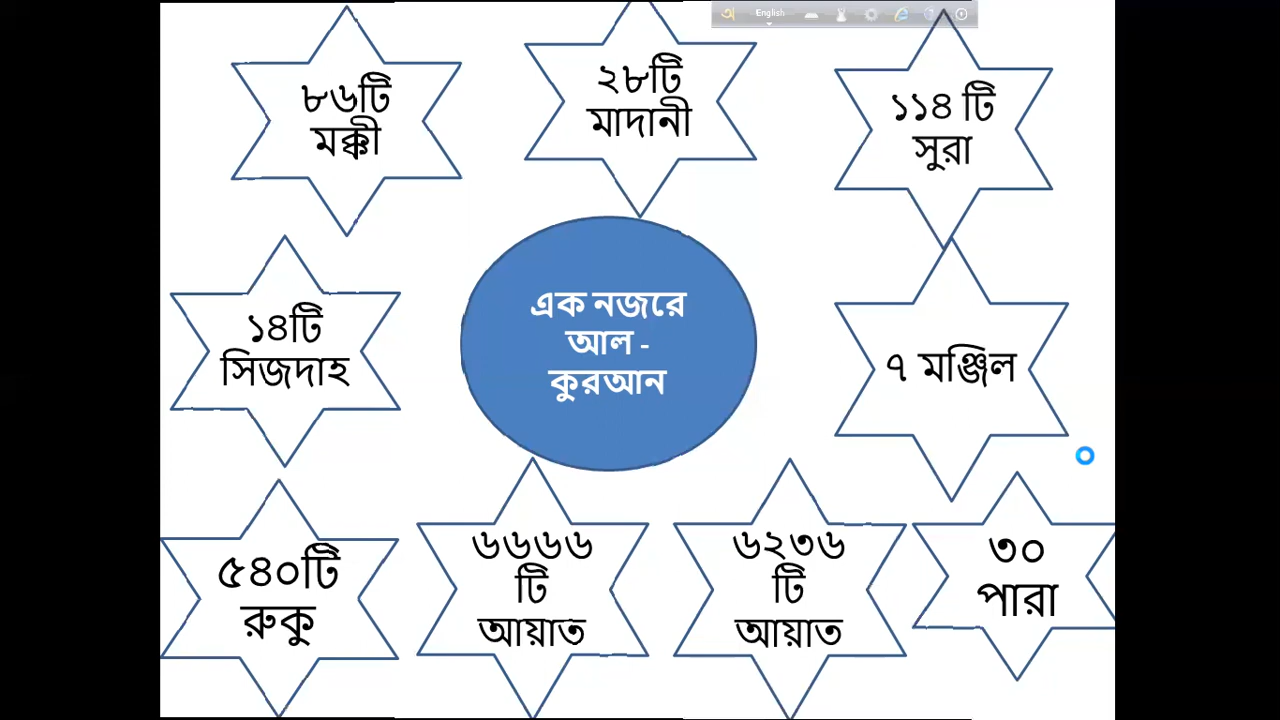 English
৮৬টি
মক্কী
২৮টি
মাদানী
১১৪ টি
সুরা
১৪টি
সিজদাহ
এক নজরে
আল -
কুরআন
৭ মঞ্জিল
৫৪০টি
রুকু
৬৬৬৬
টি
আয়াত
৬২৩৬
টি
আয়াত
৩০
পারা